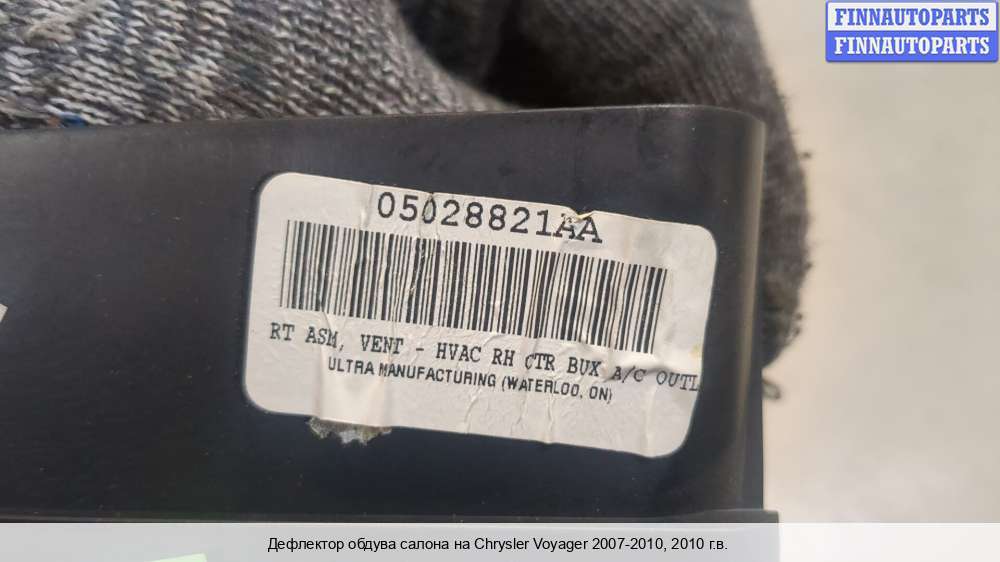 FINNAUTOPARTS
FINNAUTOPARTS
05028821AA
RT ASM, VENT - HVAC RH CTR BUX A/C OUTL
ULTRA MANUFACTURING (WATERLOO, ON)
Дефлектор обдува салона на Chrysler Voyager 2007-2010, 2010 г.в.